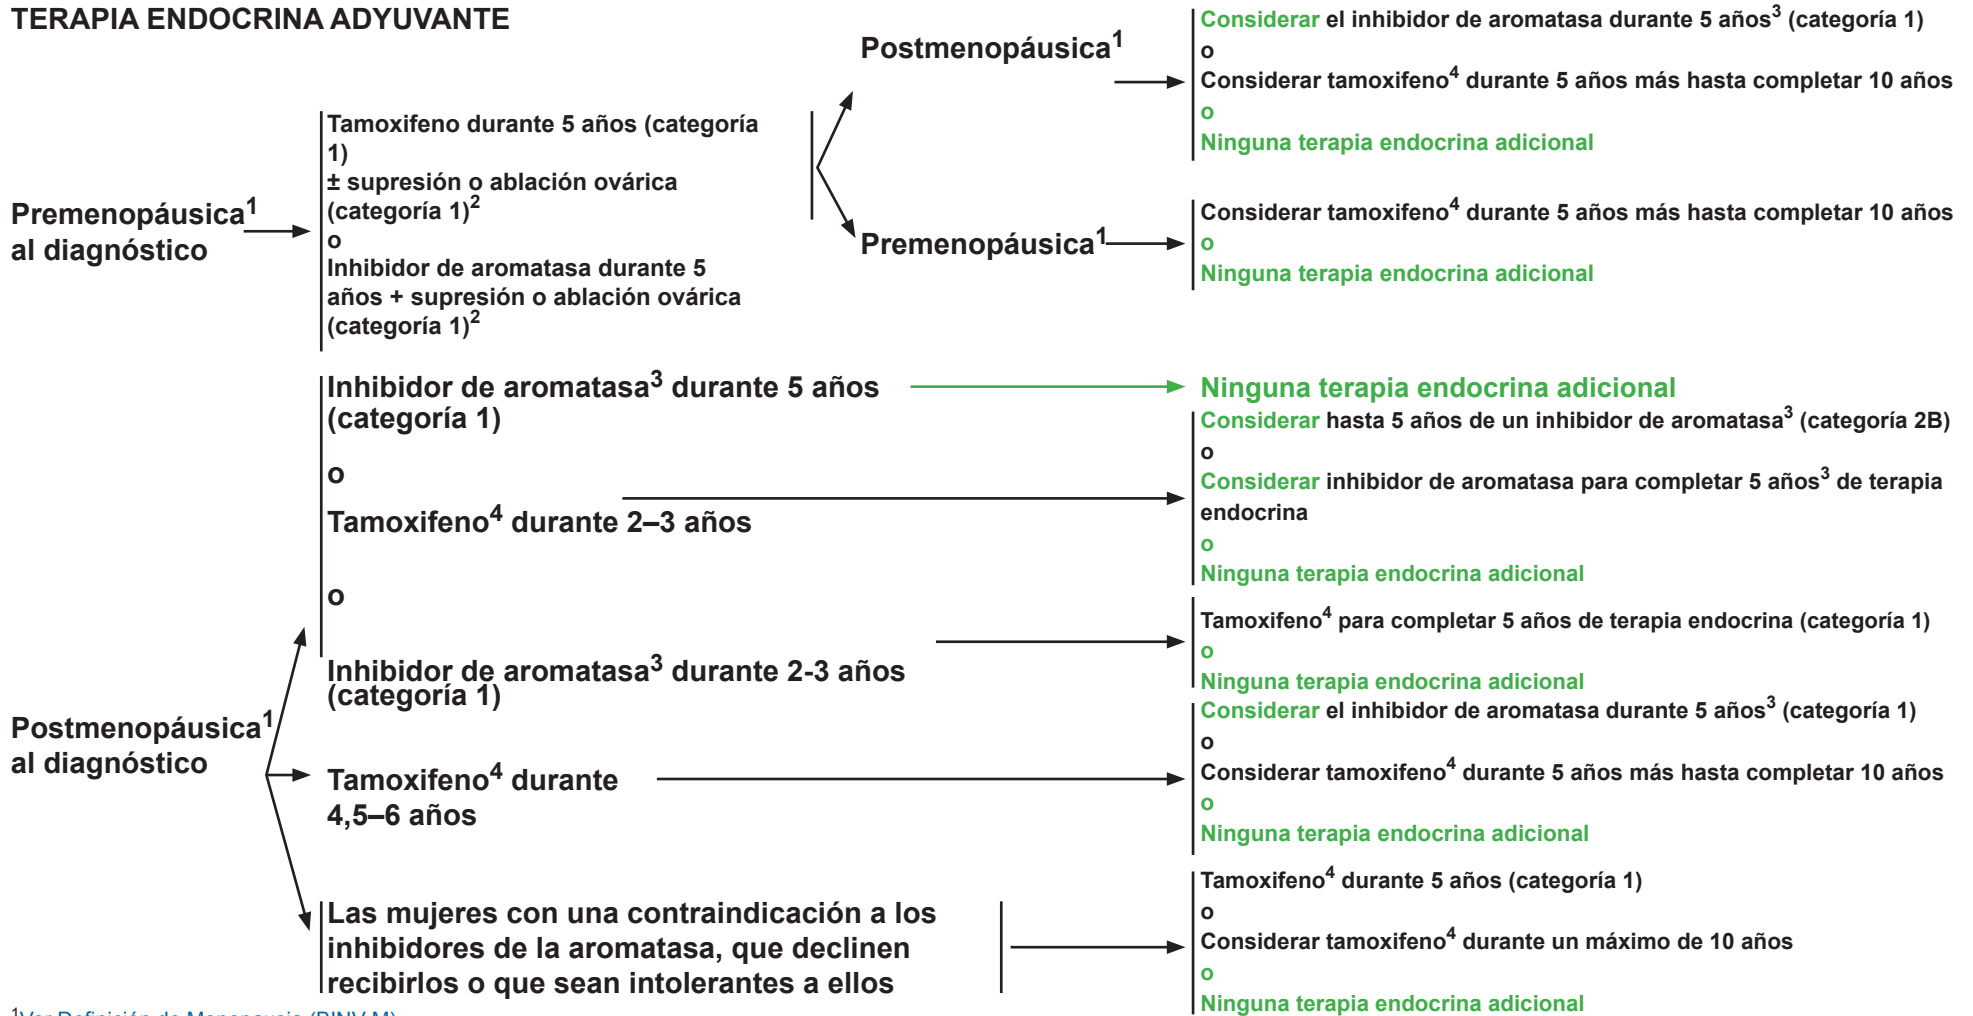 TERAPIA ENDOCRINA ADYUVANTE
Premenopáusica1
al diagnóstico
Tamoxifeno durante 5 años (categoría
1)
± supresión o ablación ovárica
(categoría 1)2
o
Inhibidor de aromatasa durante 5
años + supresión o ablación ovárica
(categoría 1)2
Postmenopáusica1
Considerar el inhibidor de aromatasa durante 5 años3 (categoría 1)
o
Considerar tamoxifeno4 durante 5 años más hasta completar 10 años
o
Ninguna terapia endocrina adicional
Premenopáusica1
Considerar tamoxifeno4 durante 5 años más hasta completar 10 años
o
Ninguna terapia endocrina adicional
Postmenopáusica1
al diagnóstico
Inhibidor de aromatasa3 durante 5 años
(categoría 1)
Ninguna terapia endocrina adicional
o
Tamoxifeno4 durante 2–3 años
Considerar hasta 5 años de un inhibidor de aromatasa3 (categoría 2B)
o
Considerar inhibidor de aromatasa para completar 5 años3 de terapia
endocrina
o
Ninguna terapia endocrina adicional
o
Inhibidor de aromatasa3 durante 2-3 años
(categoría 1)
Tamoxifeno4 para completar 5 años de terapia endocrina (categoría 1)
o
Ninguna terapia endocrina adicional
Tamoxifeno4 durante
4,5–6 años
Considerar el inhibidor de aromatasa durante 5 años3 (categoría 1)
o
Considerar tamoxifeno4 durante 5 años más hasta completar 10 años
o
Ninguna terapia endocrina adicional
Las mujeres con una contraindicación a los
inhibidores de la aromatasa, que declinen
recibirlos o que sean intolerantes a ellos
Tamoxifeno4 durante 5 años (categoría 1)
o
Considerar tamoxifeno4 durante un máximo de 10 años
o
Ninguna terapia endocrina adicional
1Ver Definición de Menopausia (BINV-M)